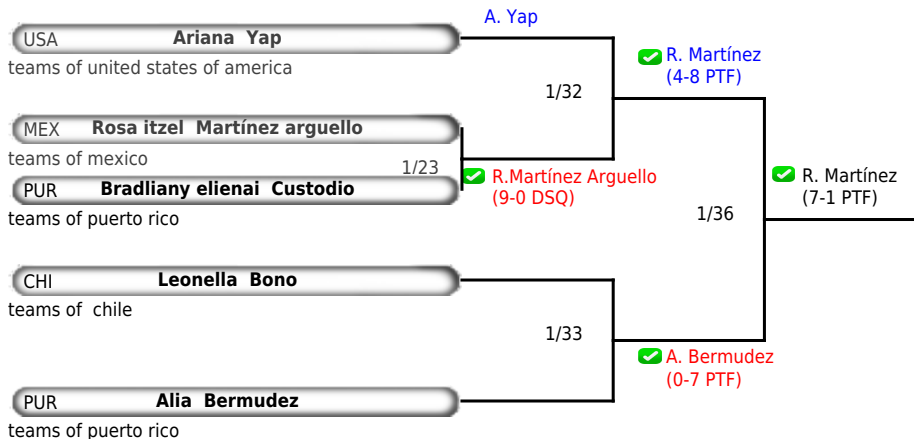 A. Yap
USA Ariana Yap
teams of united states of america
R. Martínez
(4-8 PTF)
1/32
MEX Rosa itzel Martínez arguello
teams of mexico
1/23
R.Martínez Arguello
(9-0 DSQ)
R. Martínez
(7-1 PTF)
PUR Bradliany elienai Custodio
teams of puerto rico
1/36
CHI Leonella Bono
teams of chile
1/33
A. Bermudez
(0-7 PTF)
PUR Alia Bermudez
teams of puerto rico